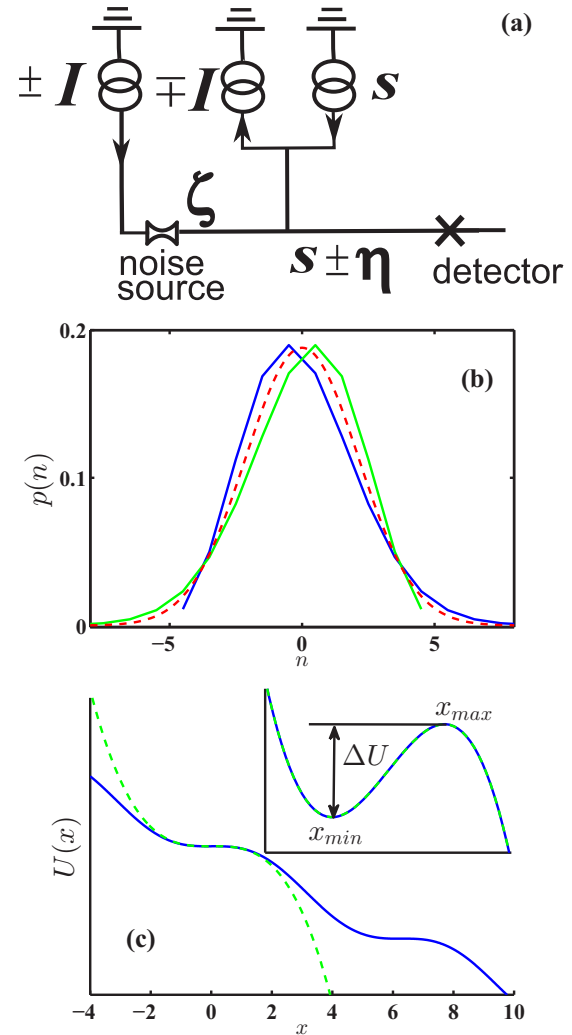 (a)
± I ∓ I s
ζ
noise
source
s ± η
detector
0.2
(b)
0.1
p(n)
0
−5 0 5
n
x_max
ΔU
x_min
U(x)
(c)
−4 −2 0 2 4 6 8 10
x